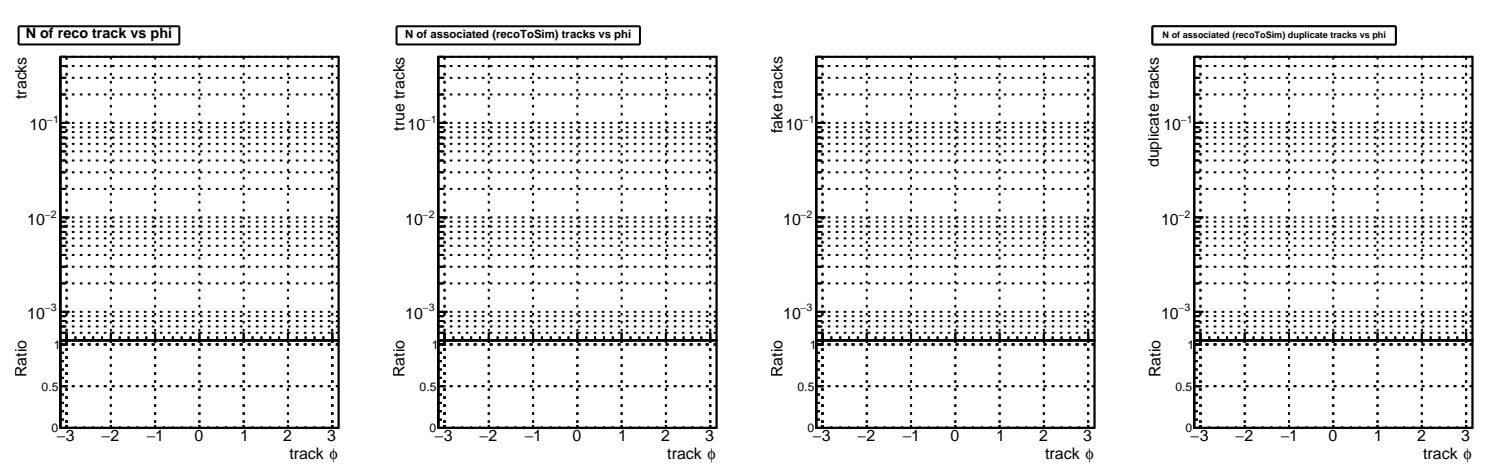 N of reco track vs phi
tracks
10−1
10−2
10−3
Ratio
1
0.5
0
−3 −2 −1 0 1 2 3
track ϕ
N of associated (recoToSim) tracks vs phi
true tracks
10−1
10−2
10−3
Ratio
1
0.5
0
−3 −2 −1 0 1 2 3
track ϕ
fake tracks
10−1
10−2
10−3
Ratio
1
0.5
0
−3 −2 −1 0 1 2 3
track ϕ
N of associated (recoToSim) duplicate tracks vs phi
duplicate tracks
10−1
10−2
10−3
Ratio
1
0.5
0
−3 −2 −1 0 1 2 3
track ϕ